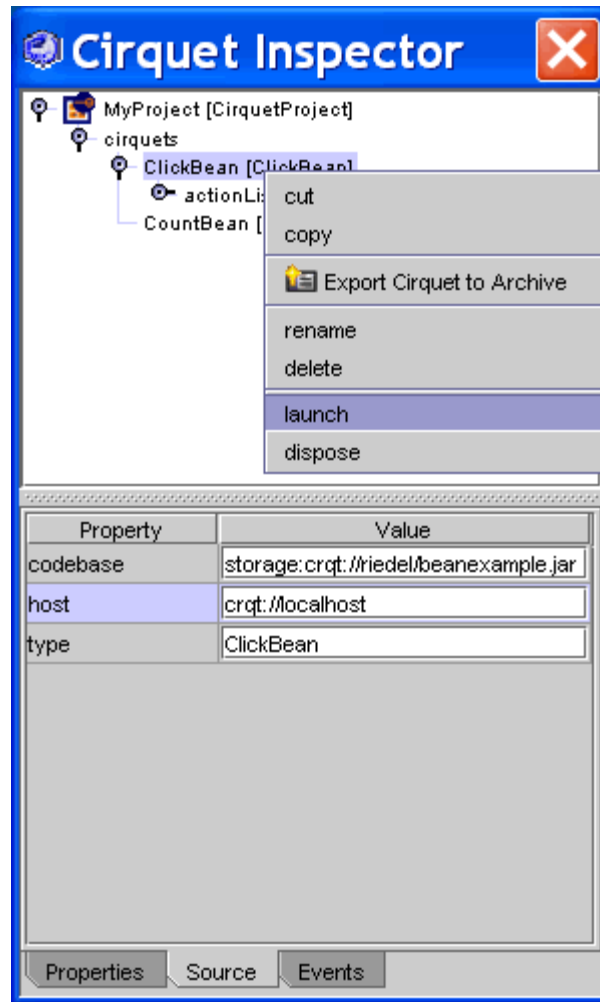 Cirquet Inspector
MyProject [CirquetProject]
cirquets
ClickBean [ClickBean]
actionLi
CountBean [
cut
copy
Export Cirquet to Archive
rename
delete
launch
dispose
Property Value
codebase storage:crqt://riedel/beanexample.jar
host crqt://localhost
type ClickBean
Properties Source Events